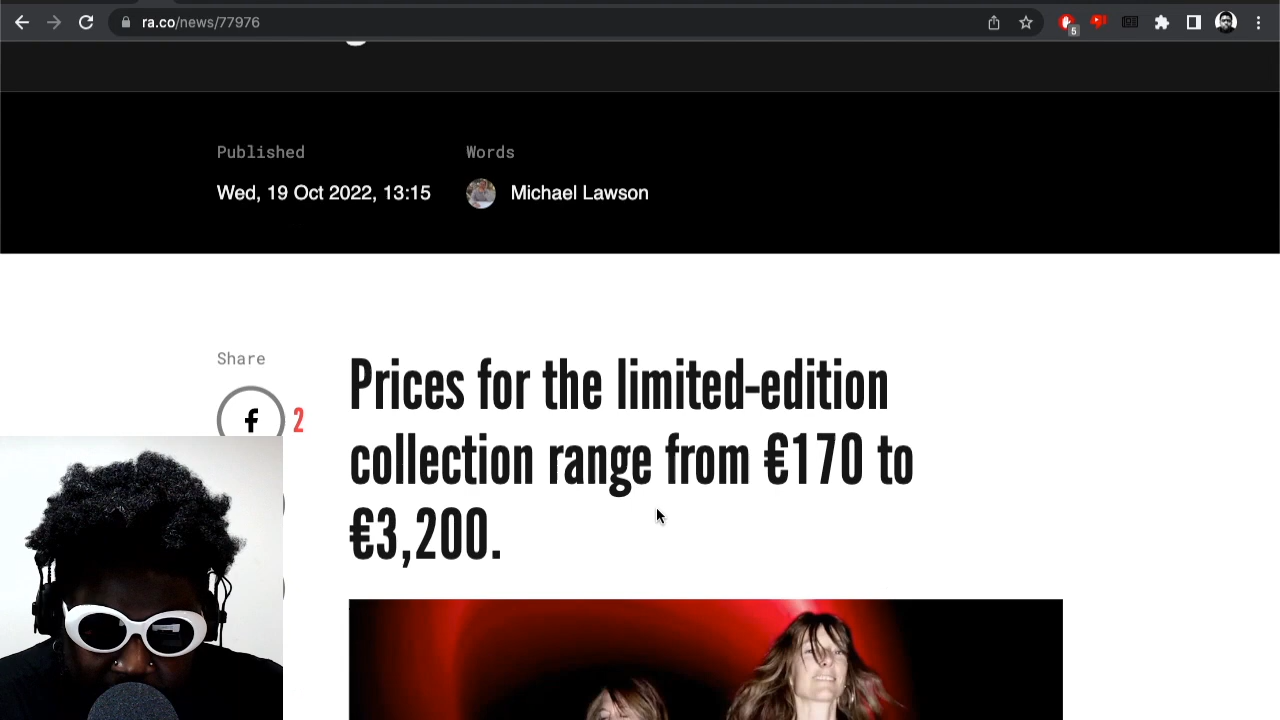 ra.co/news/77976
5
Published
Words
Wed, 19 Oct 2022, 13:15
Michael Lawson
Share
2
Prices for the limited-edition
collection range from €170 to
€3,200.